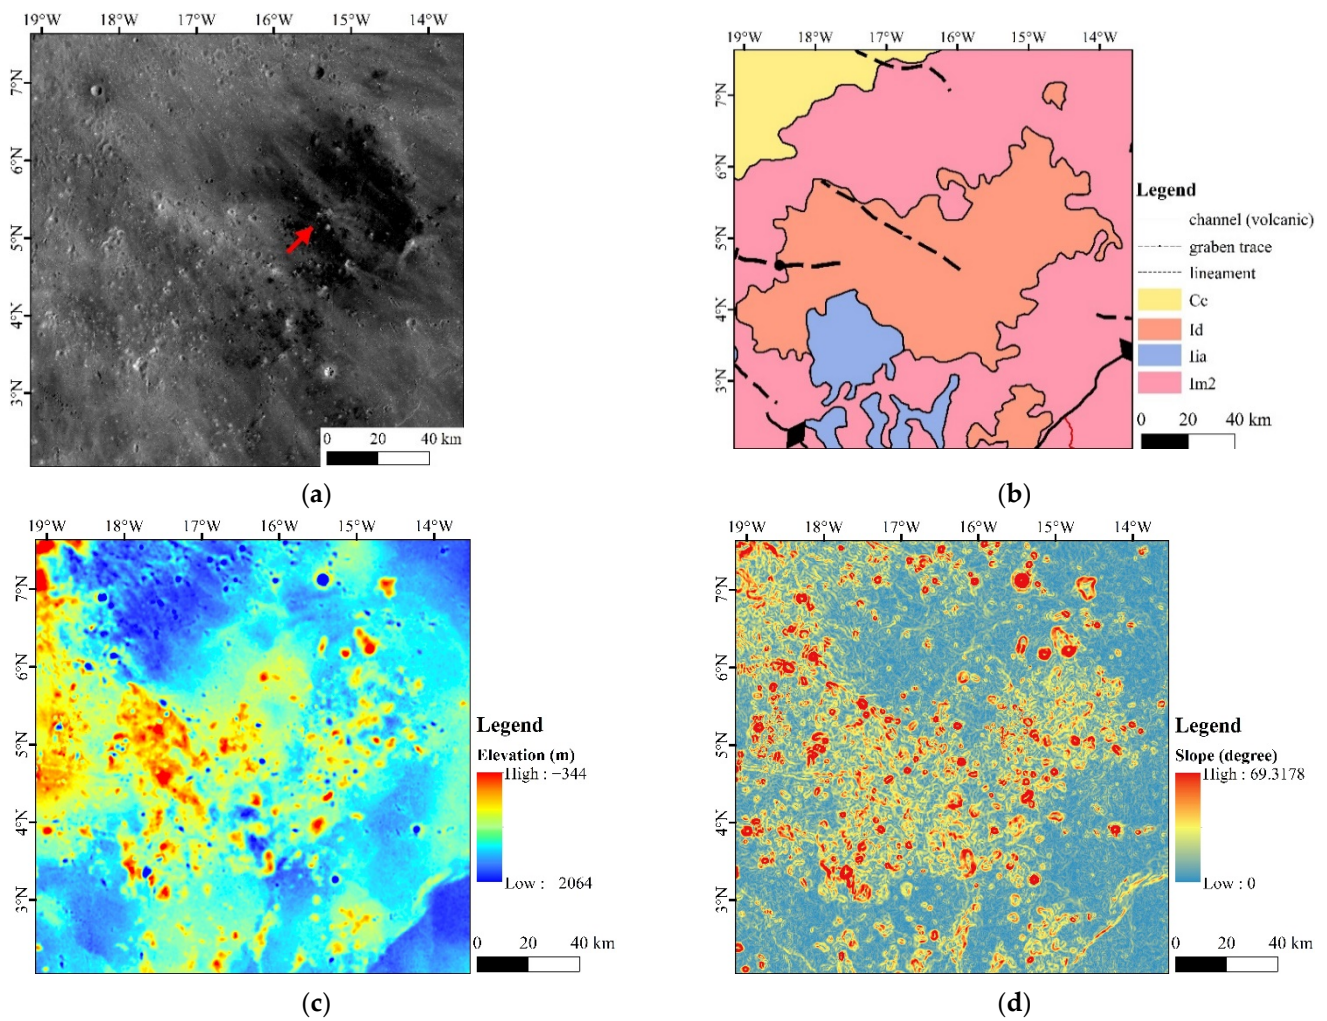 19°W 18°W 17°W 16°W 15°W 14°W
7°N
6°N
5°N
4°N
3°N
0 20 40 km
(a)
19°W 18°W 17°W 16°W 15°W 14°W
7°N
6°N
5°N
4°N
3°N
Legend
channel (volcanic)
graben trace
lineament
Cc
Id
Iia
Im2
0 20 40 km
(b)
19°W 18°W 17°W 16°W 15°W 14°W
7°N
6°N
5°N
4°N
3°N
Legend
Elevation (m)
High : −344
Low : 2064
0 20 40 km
(c)
19°W 18°W 17°W 16°W 15°W 14°W
7°N
6°N
5°N
4°N
3°N
Legend
Slope (degree)
High : 69.3178
Low : 0
0 20 40 km
(d)